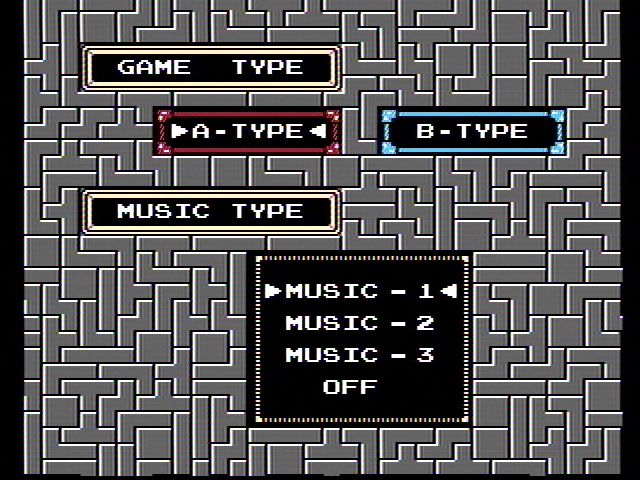 GAME TYPE
A-TYPE B-TYPE
MUSIC TYPE
MUSIC - 1
MUSIC - 2
MUSIC - 3
OFF